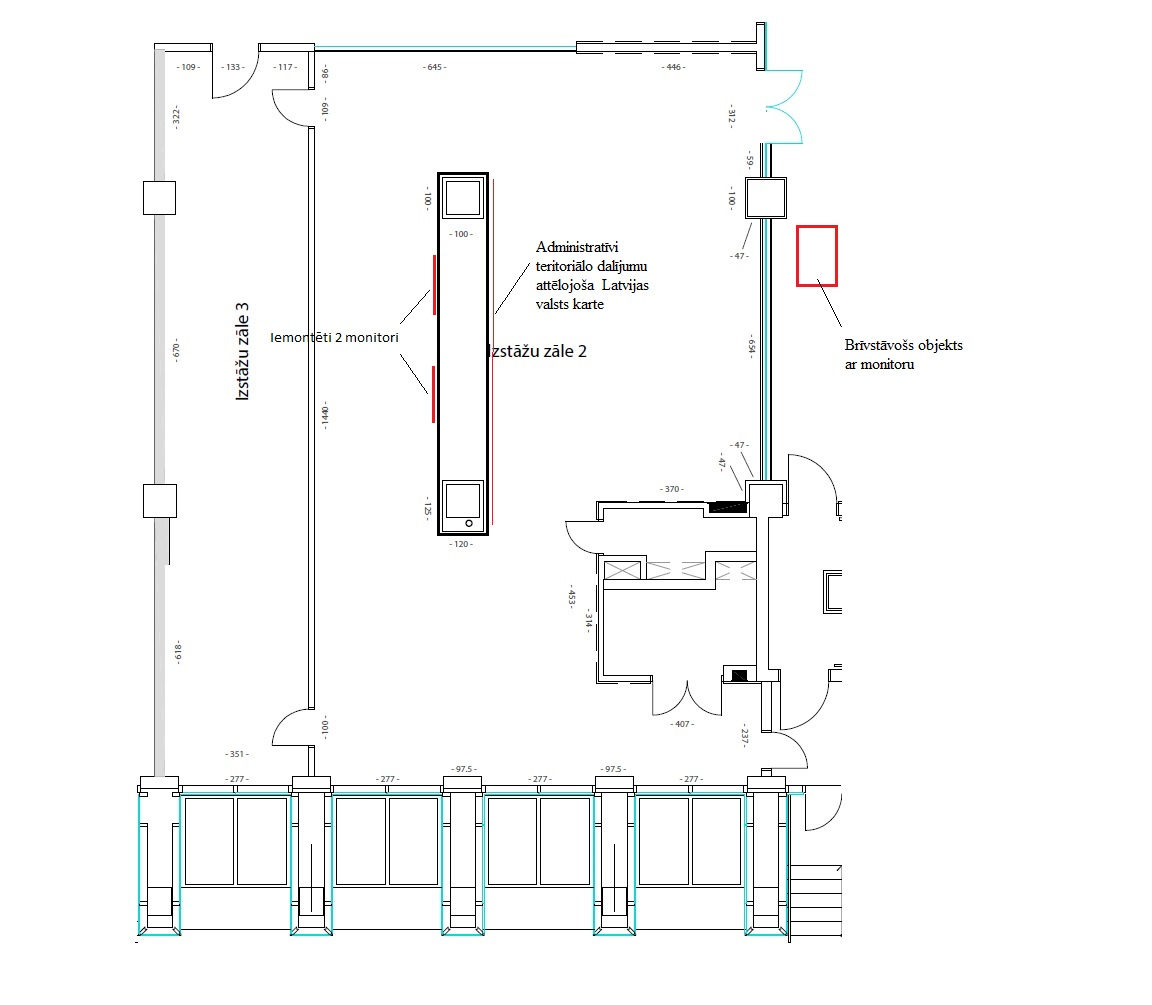 - 109 -
- 133 -
- 117 -
- 86 -
- 645 -
- 446 -
- 322 -
- 109 -
- 312 -
- 59 -
- 100 -
- 100 -
- 100 -
- 47 -
Administratīvi
teritoriālo dalījumu
attēlojoša Latvijas
valsts karte
Izstāžu zāle 3
Iemontēti 2 monitori
Izstāžu zāle 2
- 670 -
- 654 -
Brīvstāvošs objekts
ar monitoru
- 1440 -
- 47 -
- 47 -
- 370 -
- 125 -
- 120 -
- 453 -
- 314 -
- 618 -
- 100 -
- 407 -
- 237 -
- 351 -
- 277 -
- 277 -
- 97.5 -
- 277 -
- 97.5 -
- 277 -